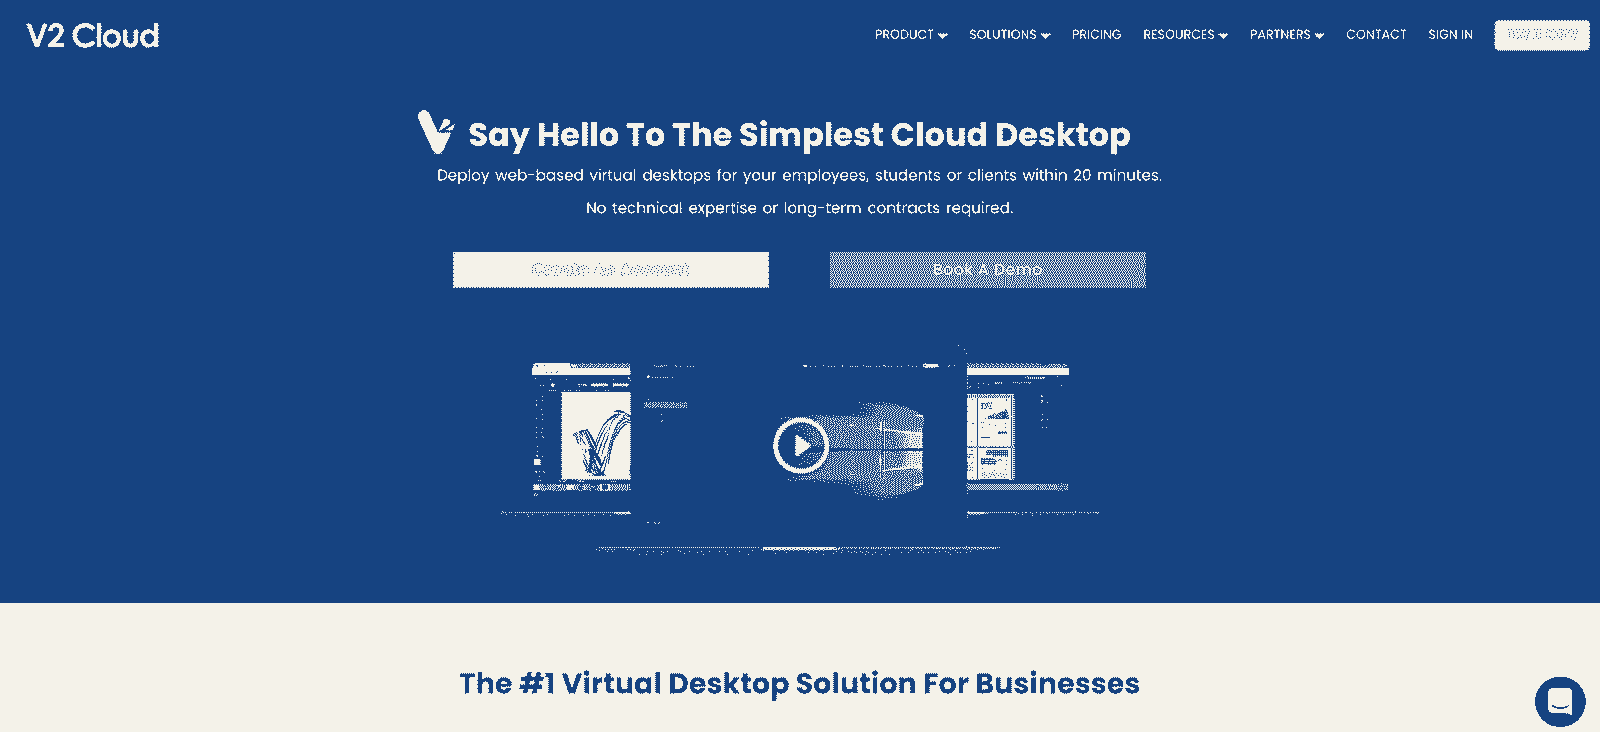 V2 Cloud
PRODUCT SOLUTIONS PRICING RESOURCES PARTNERS CONTACT SIGN IN
Say Hello To The Simplest Cloud Desktop
Deploy web-based virtual desktops for your employees, students or clients within 20 minutes.
No technical expertise or long-term contracts required.
Create An Account Book A Demo
The #1 Virtual Desktop Solution For Businesses